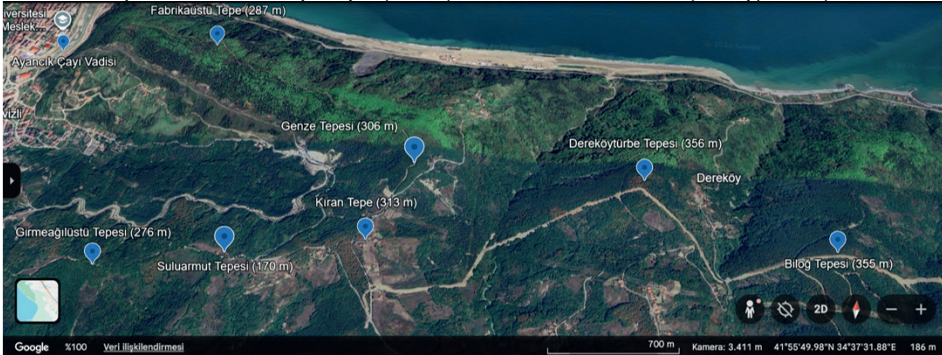 Fabrikaüstü Tepe (287 m)
Meslek...
Ayancık Çayı Vadisi
Genze Tepesi (306 m)
Dereköytürbe Tepesi (356 m)
Dereköy
Kıran Tepe (313 m)
Girmeağılüstü Tepesi (276 m)
Suluarmut Tepesi (170 m)
Bilog Tepesi (355 m)
2D
Google %100 Veri ilişkilendirmesi 700 m Kamera: 3.411 m 41°55'49.98"N 34°37'31.88"E 186 m